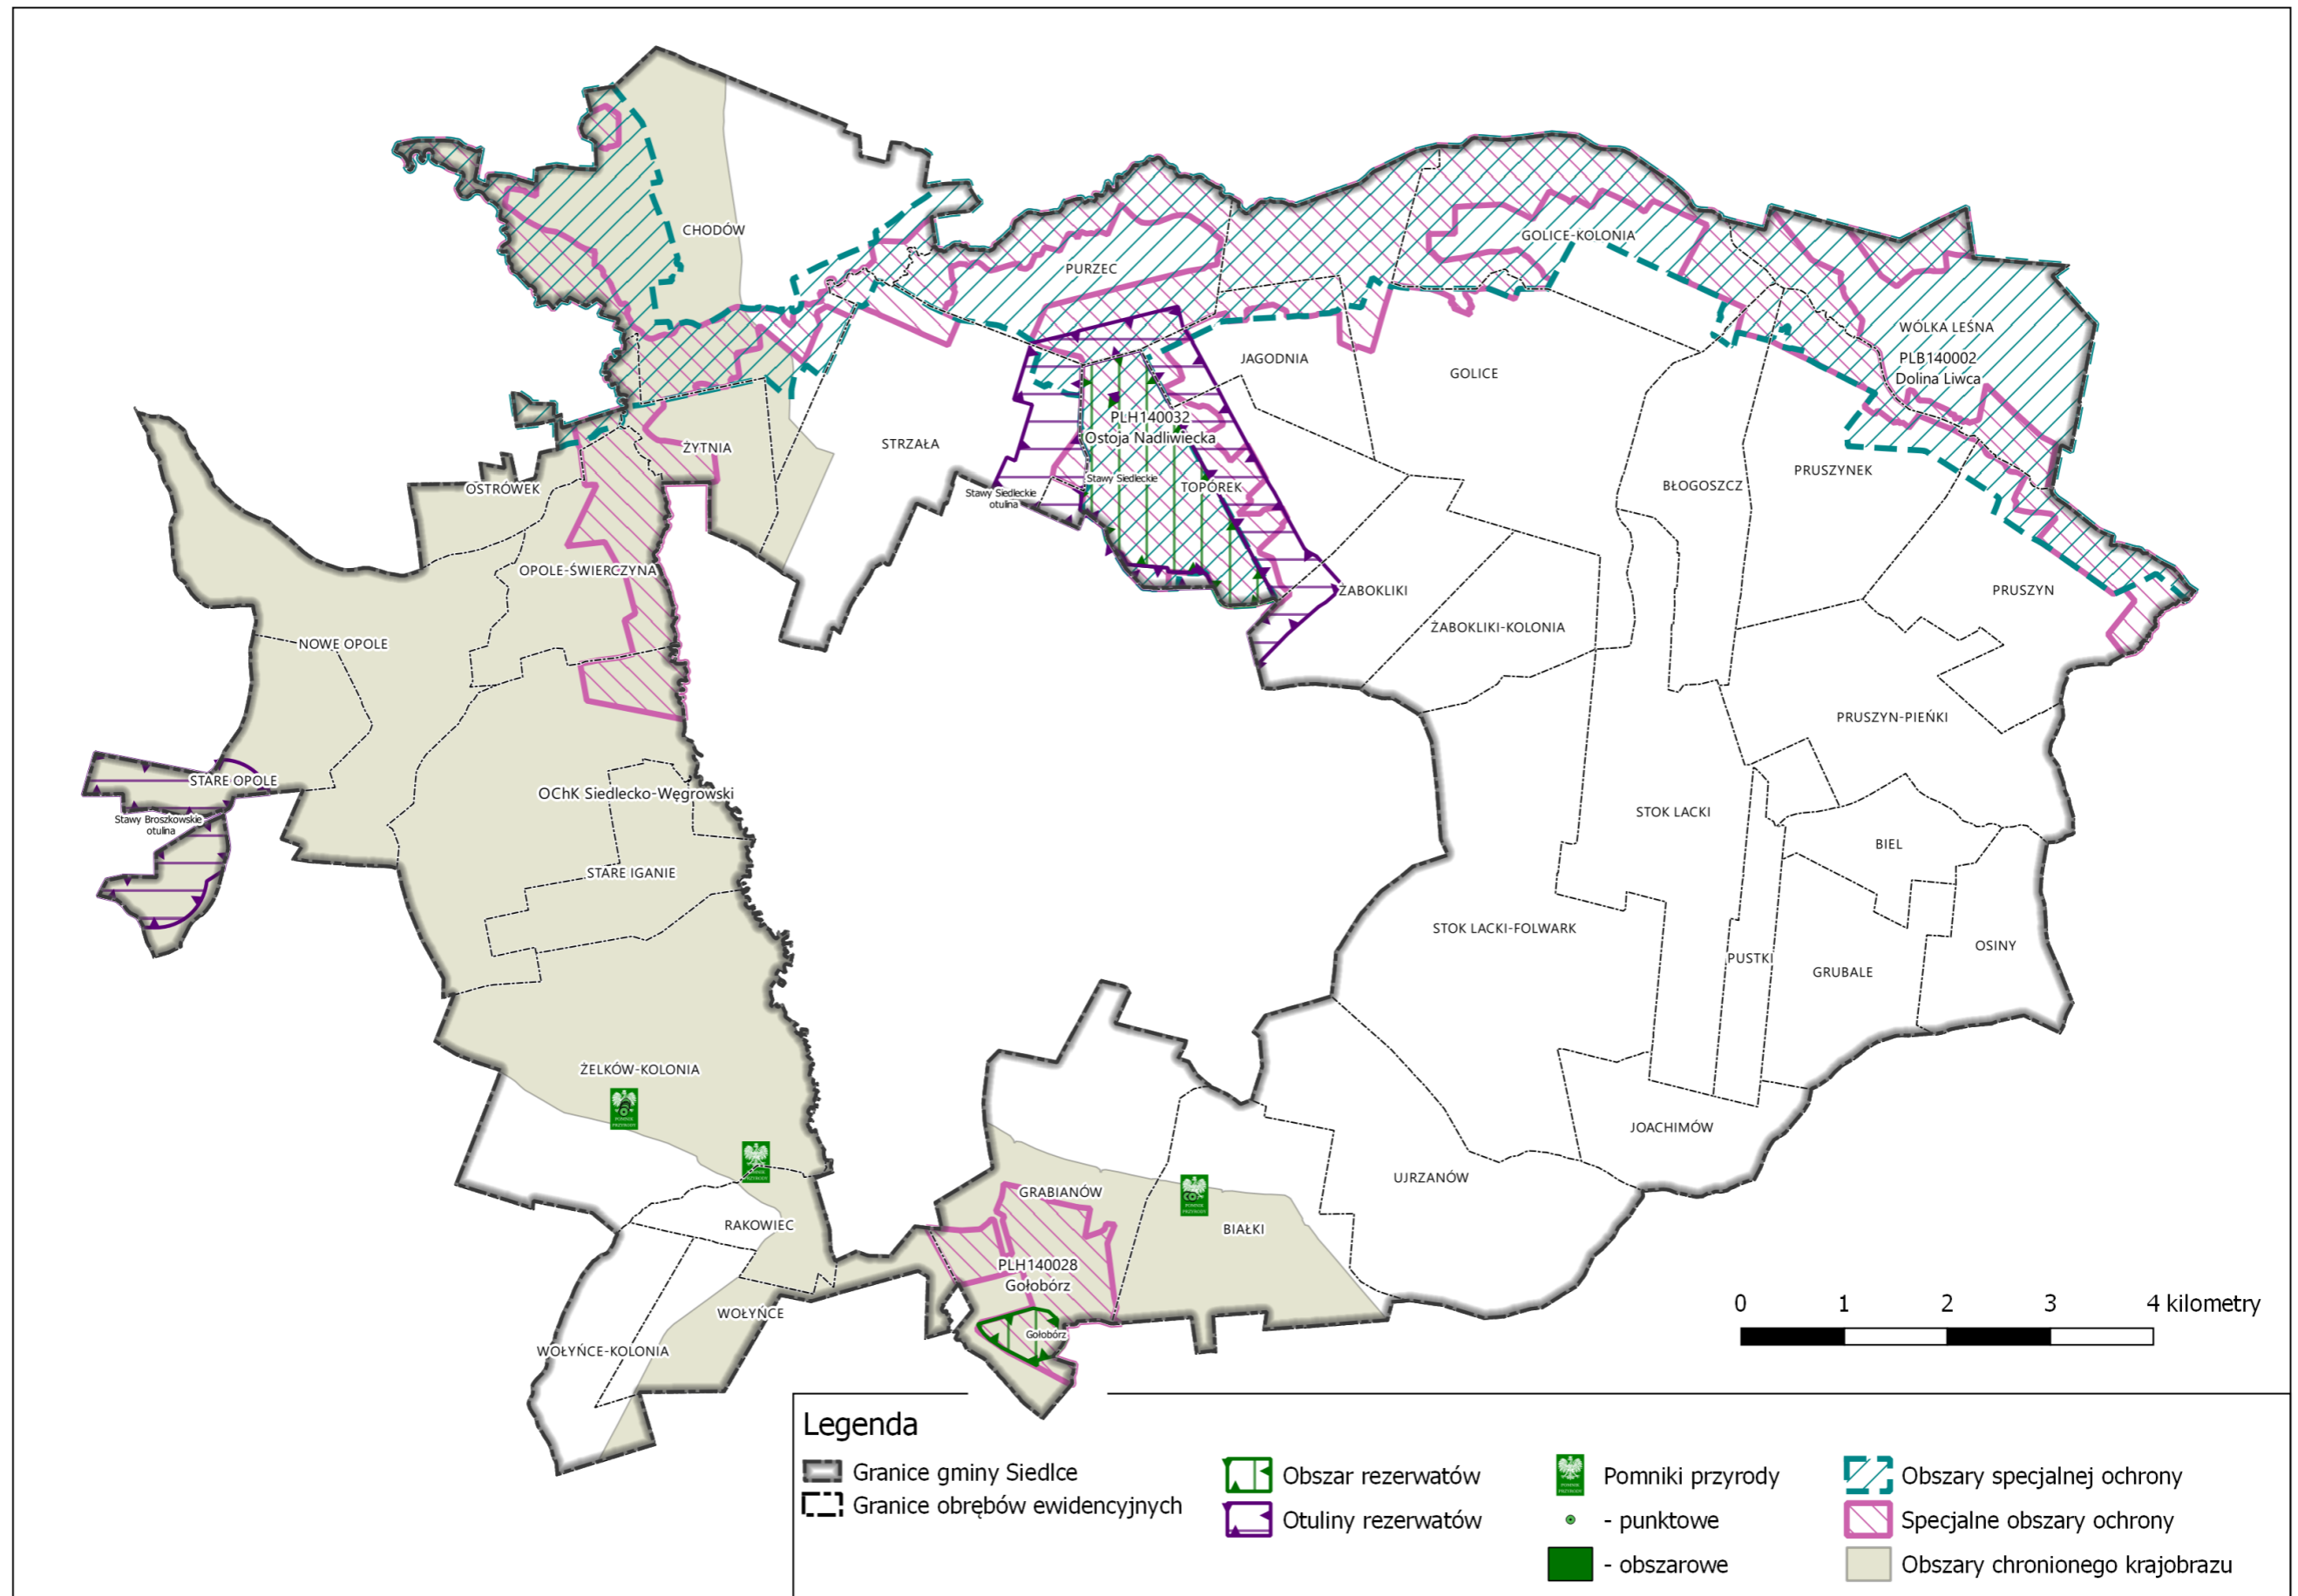 CHODÓW
PURZEC
GOLICE-KOLONIA
WÓLKA LEŚNA
PLB140002
Dolina Liwca
JAGODNIA
GOLICE
PLH140032
Ostoja Nadliwiecka
STRZAŁA
ŻYTNIA
OSTRÓWEK
Stawy Siedleckie
otulina
Stawy Siedleckie
TOPÓREK
BŁOGOSZCZ
PRUSZYNEK
OPOLE-ŚWIERCZYNA
ŻABOKLIKI
PRUSZYN
ŻABOKLIKI-KOLONIA
NOWE OPOLE
PRUSZYN-PIEŃKI
STARE OPOLE
OChK Siedlecko-Węgrowski
Stawy Broszkowskie
otulina
STOK LACKI
BIEL
STARE IGANIE
STOK LACKI-FOLWARK
PUSTKI
GRUBALE
OSINY
ŻELKÓW-KOLONIA
POMNIK
PRZYRODY
JOACHIMÓW
UJRZANÓW
GRABIANÓW
POMNIK
PRZYRODY
RAKOWIEC
BIAŁKI
PLH140028
Gołobórz
WOŁYŃCE
Gołobórz
WOŁYŃCE-KOLONIA
0 1 2 3 4 kilometry
Legenda
Granice gminy Siedlce
Granice obrębów ewidencyjnych
Obszar rezerwatów
Otuliny rezerwatów
Pomniki przyrody
- punktowe
- obszarowe
Obszary specjalnej ochrony
Specjalne obszary ochrony
Obszary chronionego krajobrazu